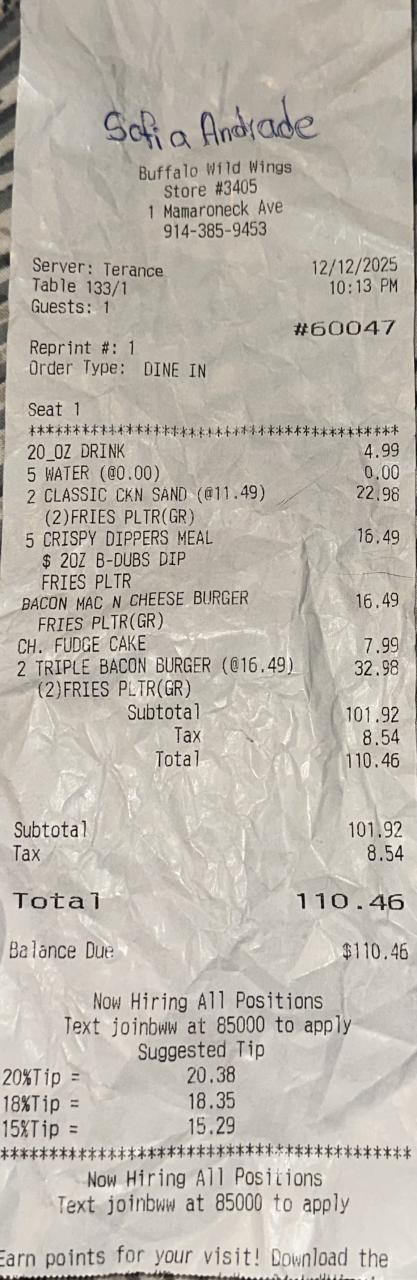 Sofia Andrade
Buffalo Wild Wings
Store #3405
1 Mamaroneck Ave
914-385-9453
Server: Terance 12/12/2025
Table 133/1 10:13 PM
Guests: 1
#60047
Reprint #: 1
Order Type: DINE IN
Seat 1
****************************************
20_OZ DRINK 4.99
5 WATER (@0.00) 0.00
2 CLASSIC CKN SAND (@11.49) 22.98
(2)FRIES PLTR(GR)
5 CRISPY DIPPERS MEAL 16.49
$ 2OZ B-DUBS DIP
FRIES PLTR
BACON MAC N CHEESE BURGER 16.49
FRIES PLTR(GR)
CH. FUDGE CAKE 7.99
2 TRIPLE BACON BURGER (@16.49) 32.98
(2)FRIES PLTR(GR)
Subtotal 101.92
Tax 8.54
Total 110.46
Subtotal 101.92
Tax 8.54
Total 110.46
Balance Due $110.46
Now Hiring All Positions
Text joinbww at 85000 to apply
Suggested Tip
20%Tip = 20.38
18%Tip = 18.35
15%Tip = 15.29
****************************************
Now Hiring All Positions
Text joinbww at 85000 to apply
Earn points for your visit! Download the